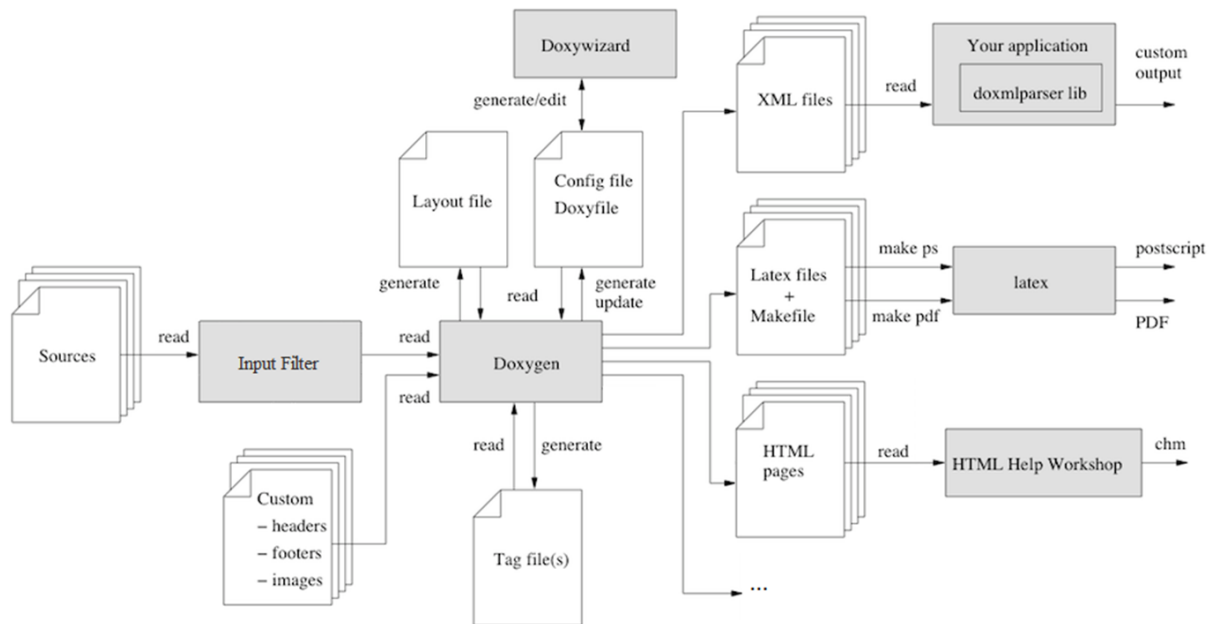 Doxywizard
generate/edit
Layout file
Config file
Doxyfile
generate
read
generate
update
Sources
read
Input Filter
read
Doxygen
read
Custom
– headers
– footers
– images
read
generate
Tag file(s)
XML files
read
Your application
doxmlparser lib
custom
output
Latex files
+
Makefile
make ps
make pdf
latex
postscript
PDF
HTML
pages
read
HTML Help Workshop
chm
...